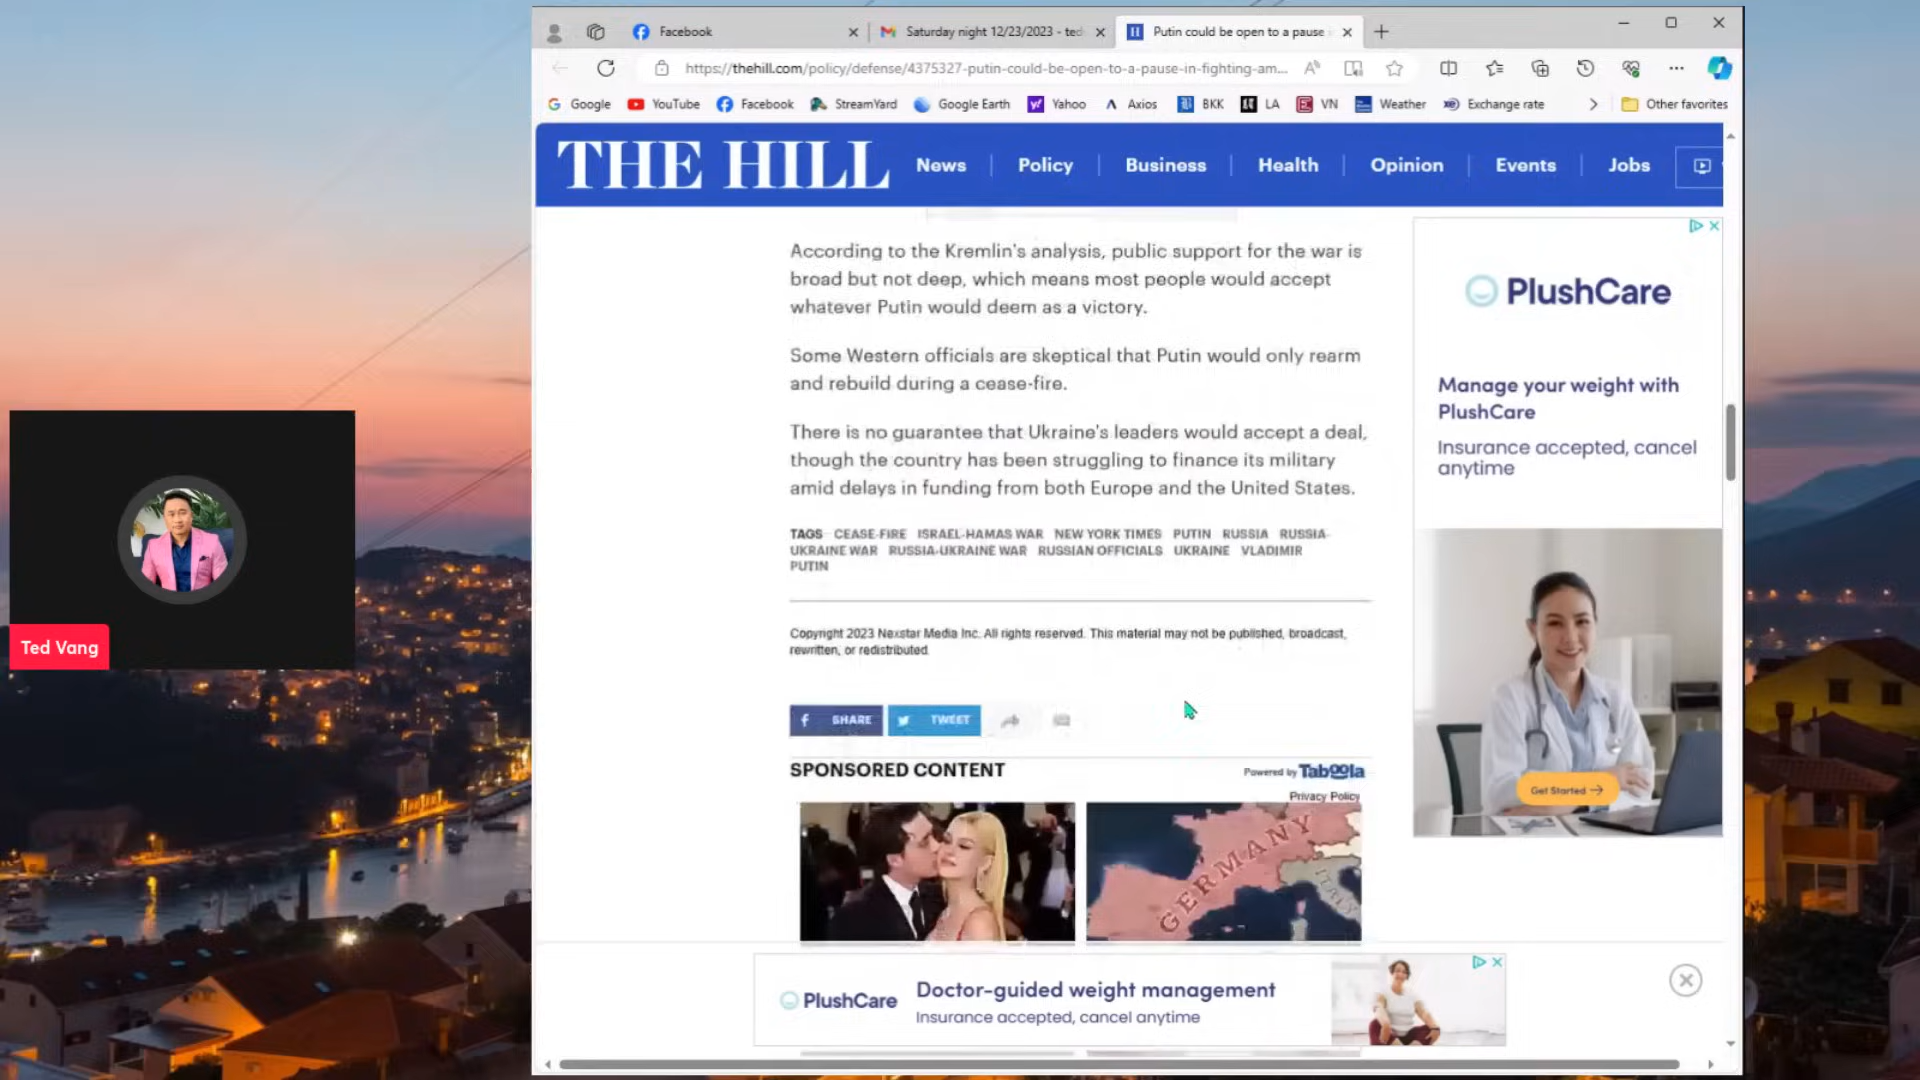 Facebook
Saturday night 12/23/2023 - ted
Putin could be open to a pause
https://thehill.com/policy/defense/4375327-putin-could-be-open-to-a-pause-in-fighting-am...
Google
YouTube
Facebook
StreamYard
Google Earth
Yahoo
Axios
BKK
LA
VN
Weather
Exchange rate
Other favorites
THE HILL
News
Policy
Business
Health
Opinion
Events
Jobs
According to the Kremlin's analysis, public support for the war is
broad but not deep, which means most people would accept
whatever Putin would deem as a victory.
Some Western officials are skeptical that Putin would only rearm
and rebuild during a cease-fire.
There is no guarantee that Ukraine's leaders would accept a deal,
though the country has been struggling to finance its military
amid delays in funding from both Europe and the United States.
TAGS CEASE-FIRE ISRAEL-HAMAS WAR NEW YORK TIMES PUTIN RUSSIA RUSSIA-
UKRAINE WAR RUSSIA-UKRAINE WAR RUSSIAN OFFICIALS UKRAINE VLADIMIR
PUTIN
Copyright 2023 Nexstar Media Inc. All rights reserved. This material may not be published, broadcast,
rewritten, or redistributed.
SHARE
TWEET
SPONSORED CONTENT
Powered by Taboola
Privacy Policy
GERMANY
ITALY
PlushCare
Manage your weight with
PlushCare
Insurance accepted, cancel
anytime
Get Started
PlushCare
Doctor-guided weight management
Insurance accepted, cancel anytime
Ted Vang